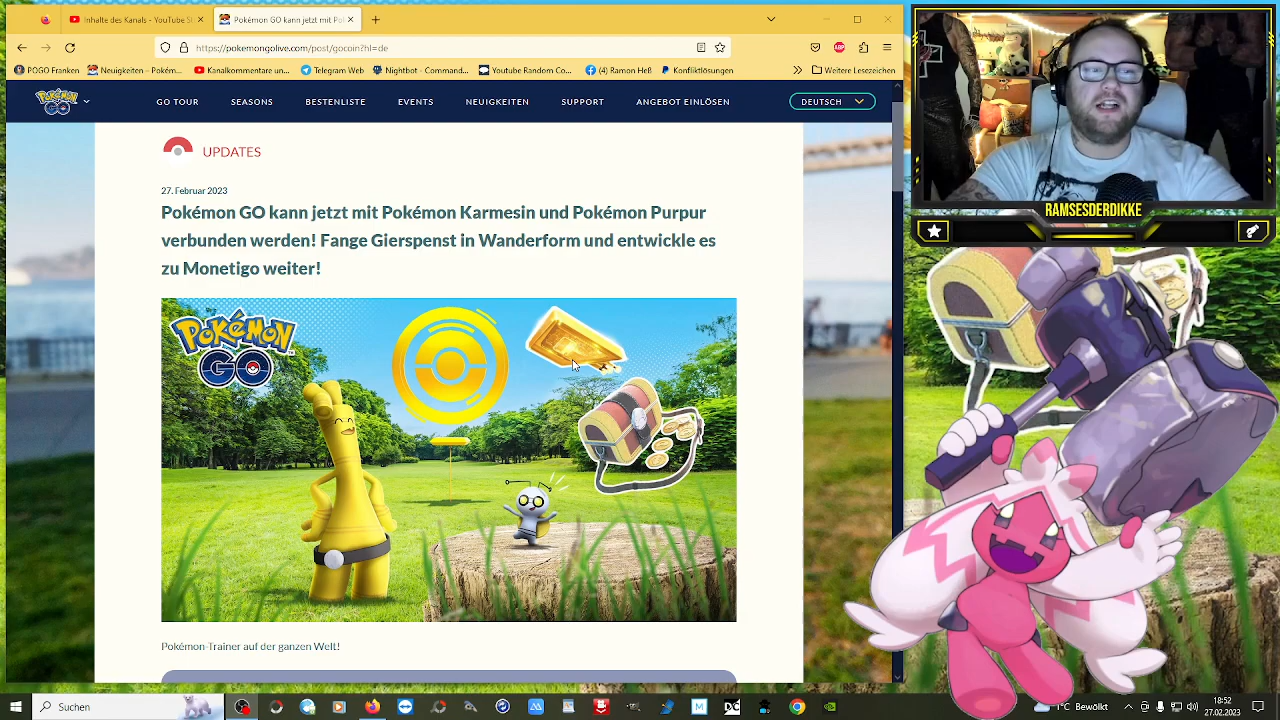 Inhalte des Kanals - YouTube St
Pokémon GO kann jetzt mit Pok
https://pokemongolive.com/post/gocoin?hl=de
POGO Franken
Neuigkeiten – Pokém...
Kanalkommentare un...
Telegram Web
Nightbot - Command...
Youtube Random Co...
(4) Ramon Heß
Konfliktlösungen
Weitere Lesezeichen
POKÉMON GO
GO TOUR
SEASONS
BESTENLISTE
EVENTS
NEUIGKEITEN
SUPPORT
ANGEBOT EINLÖSEN
DEUTSCH
UPDATES
27. Februar 2023
Pokémon GO kann jetzt mit Pokémon Karmesin und Pokémon Purpur
verbunden werden! Fange Gierspenst in Wanderform und entwickle es
zu Monetigo weiter!
POKÉMON
GO
Pokémon-Trainer auf der ganzen Welt!
RAMSESDERDIKKE
Suchen
Bewölkt
18:52
27.02.2023